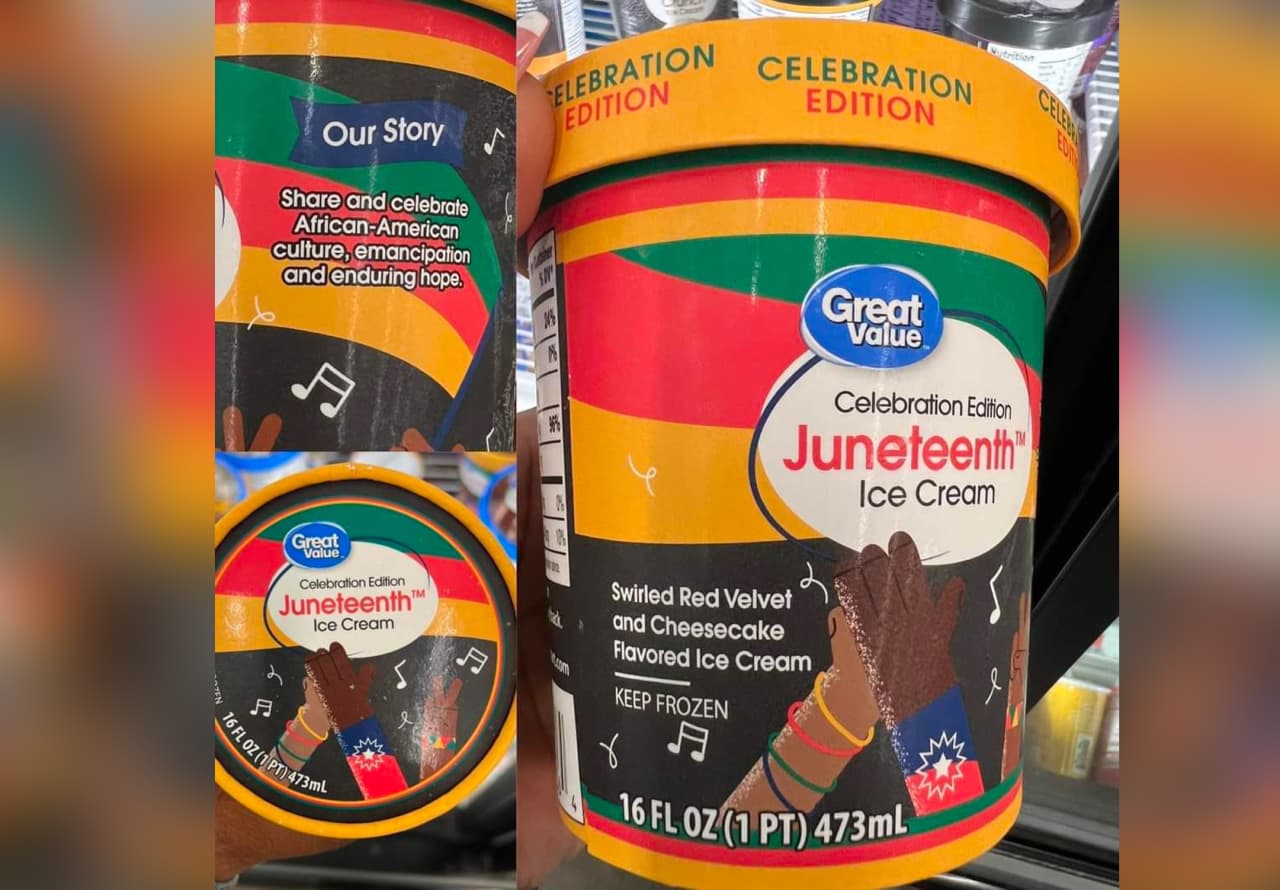 Our Story
Share and celebrate
African-American
culture, emancipation
and enduring hope.
Great
Value
Celebration Edition
Juneteenth™
Ice Cream
16 FL OZ (1 PT) 473mL
CELEBRATION
EDITION
CELEBRATION
EDITION
Nutrition
Great
Value
Celebration Edition
Juneteenth™
Ice Cream
Swirled Red Velvet
and Cheesecake
Flavored Ice Cream
KEEP FROZEN
16 FL OZ (1 PT) 473mL